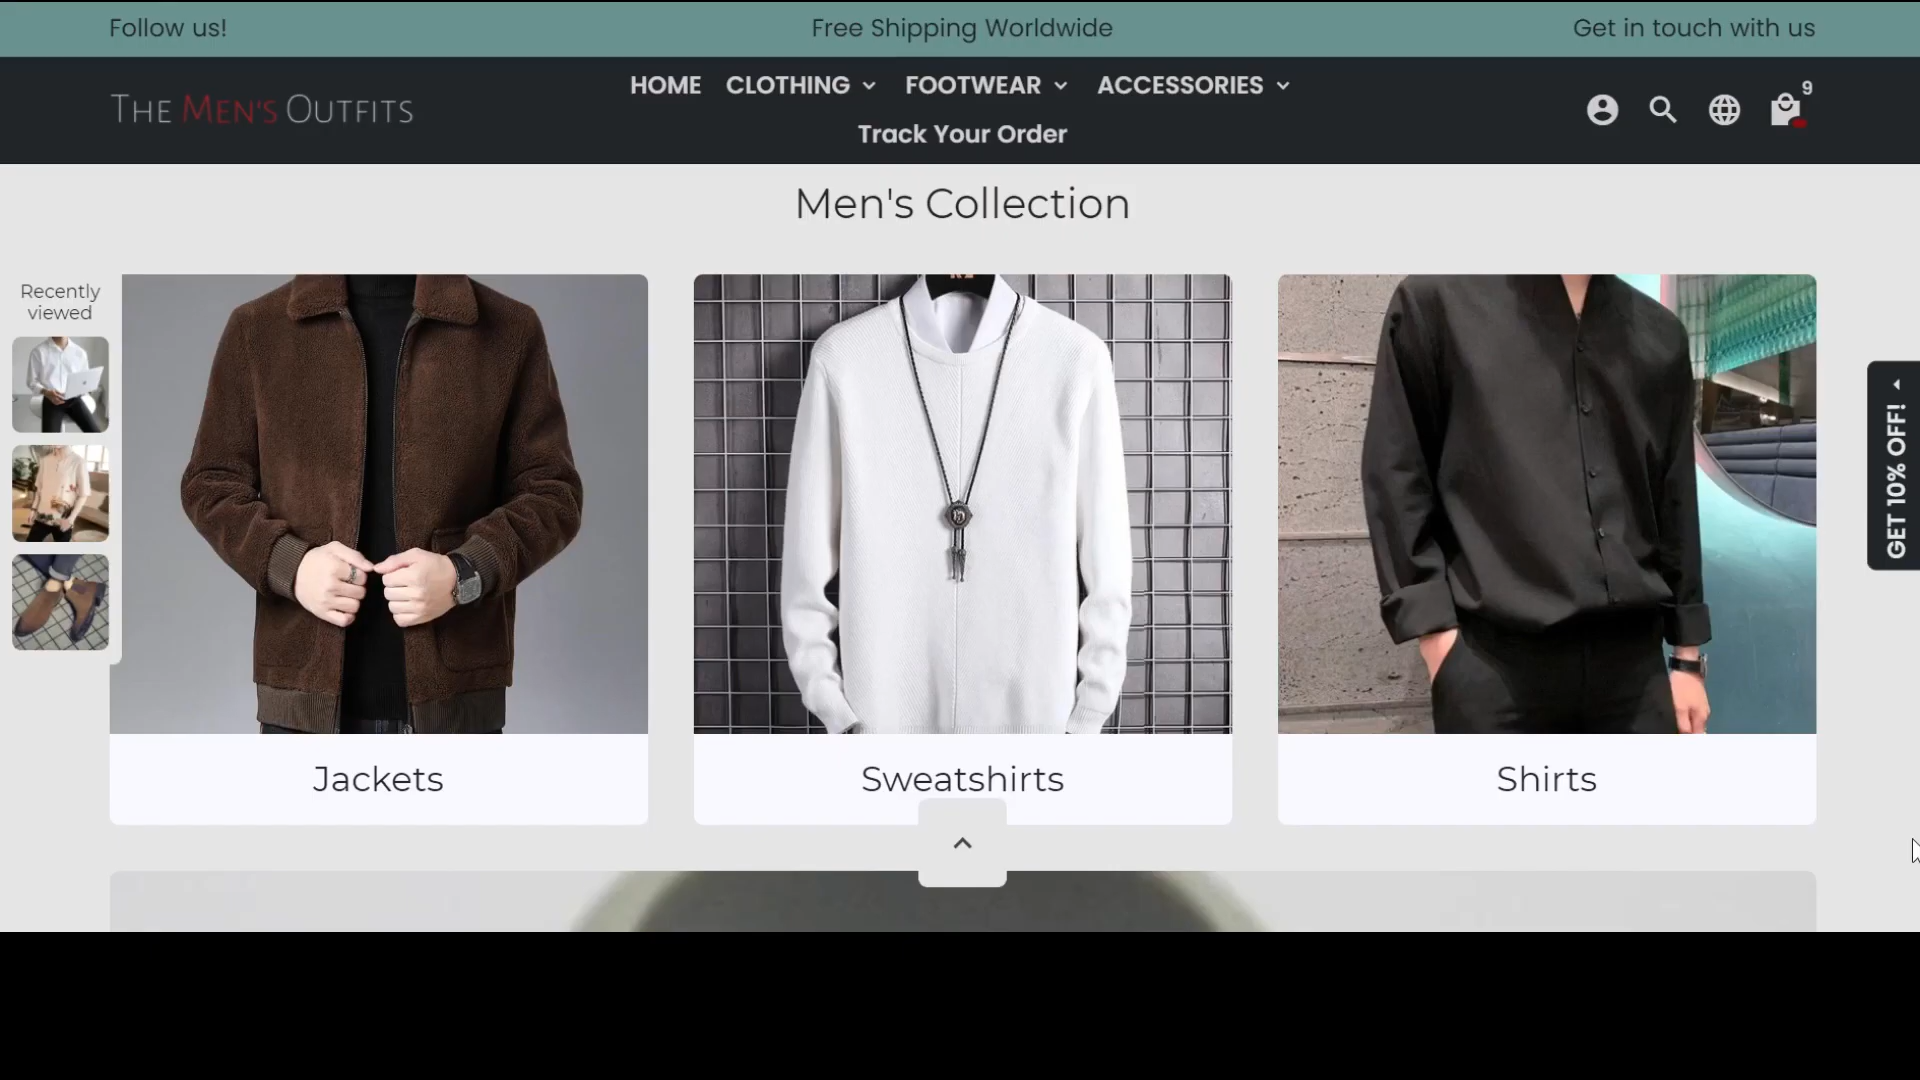 Follow us!
Free Shipping Worldwide
Get in touch with us
THE MEN'S OUTFITS
HOME
CLOTHING
FOOTWEAR
ACCESSORIES
Track Your Order
9
Men's Collection
Recently
viewed
GET 10% OFF!
Jackets
Sweatshirts
Shirts